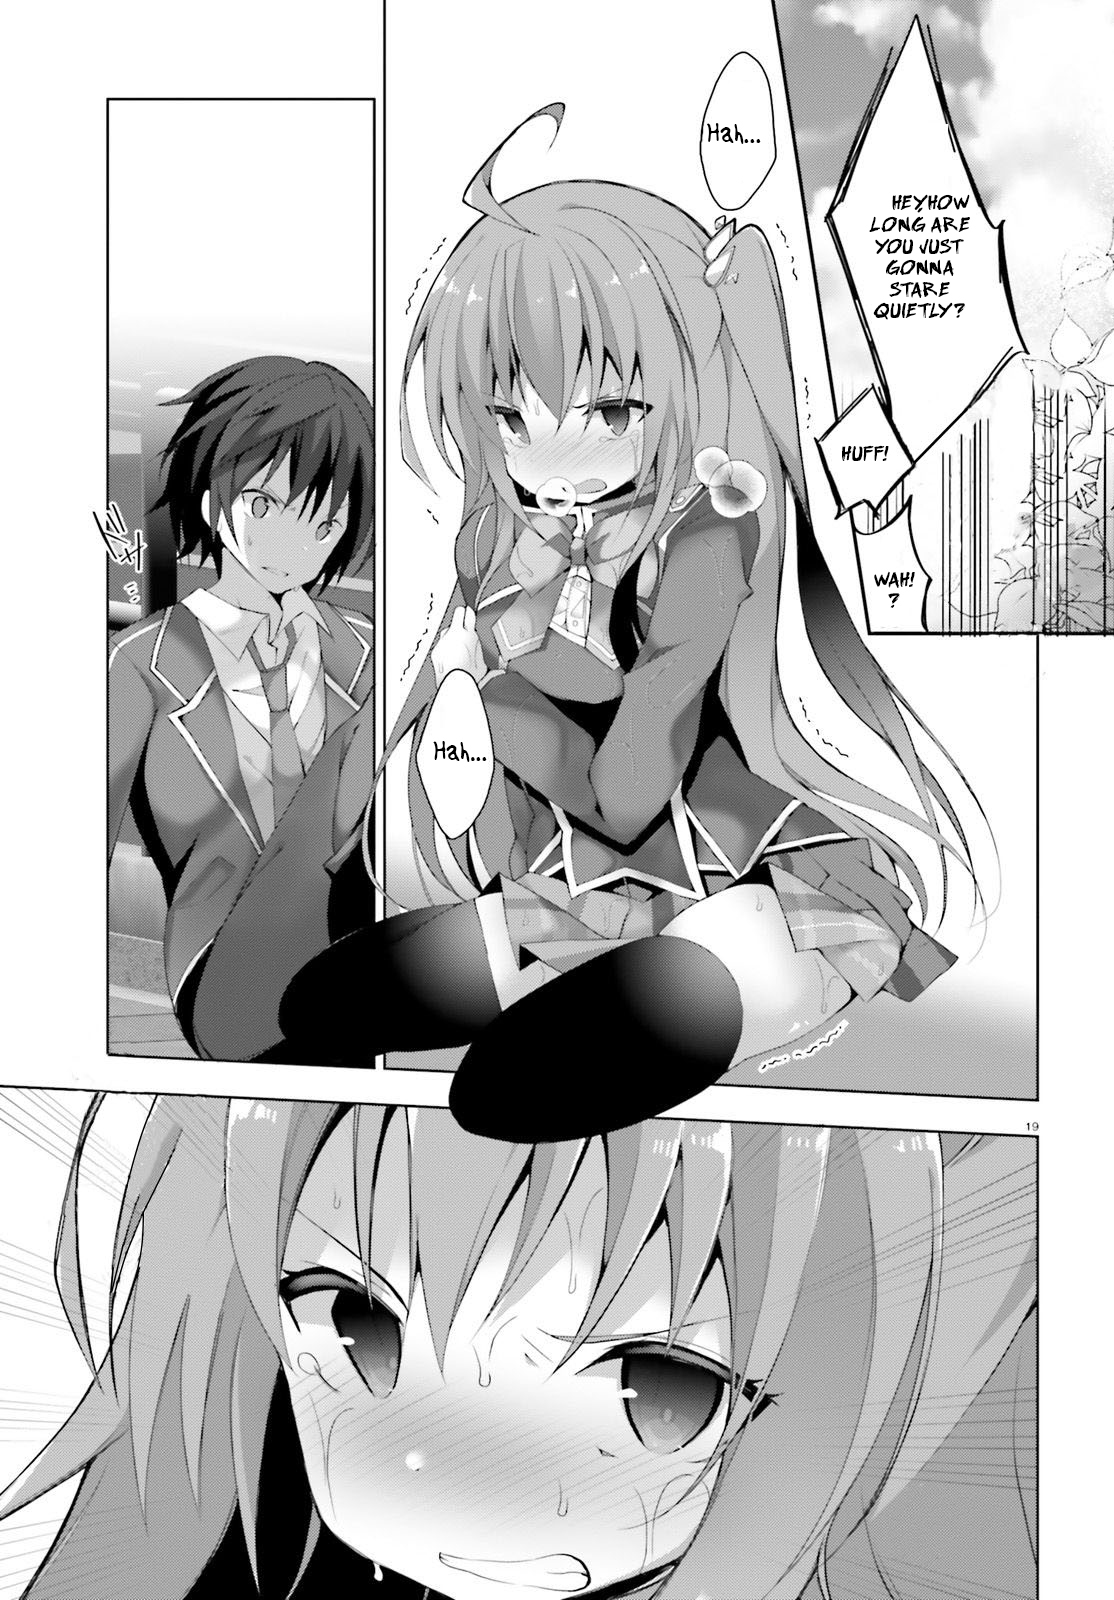 HEY,HOW
LONG ARE
YOU JUST
GONNA
STARE
QUIETLY?
HUFF!
WAH!
?
Hah...
Hah...
19